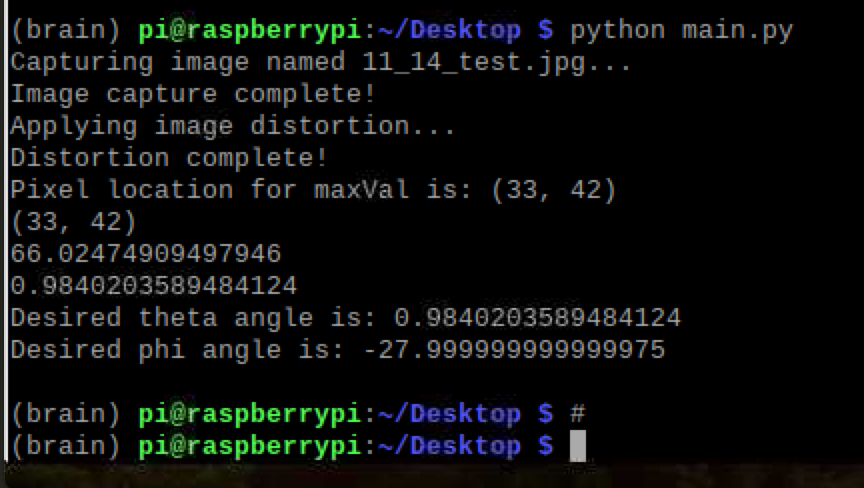 (brain) pi@raspberrypi:~/Desktop $ python main.py
Capturing image named 11_14_test.jpg...
Image capture complete!
Applying image distortion...
Distortion complete!
Pixel location for maxVal is: (33, 42)
(33, 42)
66.02474909497946
0.9840203589484124
Desired theta angle is: 0.9840203589484124
Desired phi angle is: -27.999999999999975
(brain) pi@raspberrypi:~/Desktop $ #
(brain) pi@raspberrypi:~/Desktop $